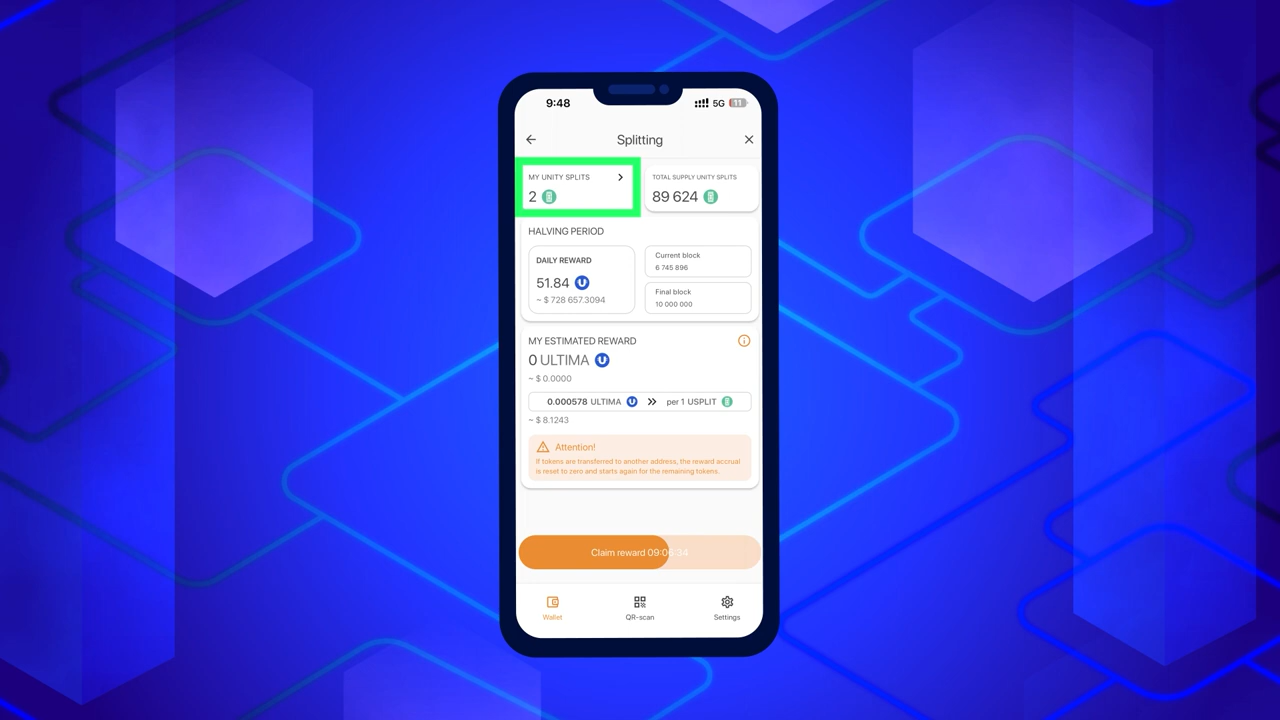 9:48
5G 11
Splitting
MY UNITY SPLITS
2
TOTAL SUPPLY UNITY SPLITS
89 624
HALVING PERIOD
DAILY REWARD
51.84
~ $ 728 657.3094
Current block
6 745 896
Final block
10 000 000
MY ESTIMATED REWARD
0 ULTIMA
~ $ 0.0000
0.000578 ULTIMA >> per 1 USPLIT
~ $ 8.1243
Attention!
If tokens are transferred to another address, the reward accrual
is reset to zero and starts again for the remaining tokens.
Claim reward 09:06:34
Wallet
QR-scan
Settings